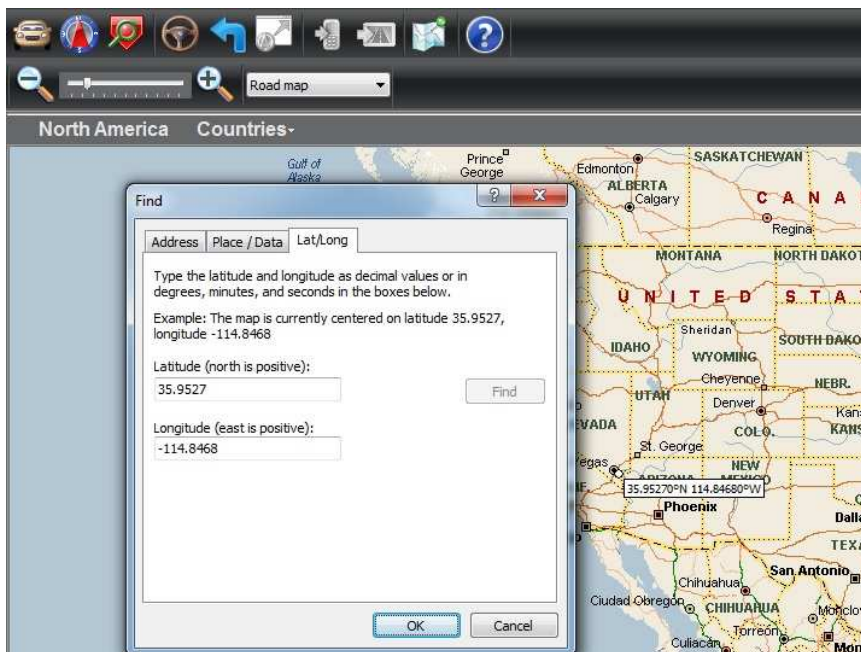 Road map
North America Countries
Gulf of
Alaska
Prince
George
Edmonton
SASKATCHEWAN
ALBERTA
Calgary
C A N A
Regina
MONTANA
NORTH DAKO
U N I T E D S T A T
Sheridan
IDAHO
WYOMING
SOUTH DAKO
Cheyenne
NEBR.
UTAH
Denver
Kan
EVADA
COLO.
KANS
St. George
egas
NEW
35.95270°N 114.84680°W
Phoenix
Dalla
TEXA
San Antonio
Chihuahua
Ciudad Obregón
CHIHUAHUA
Monclov
Torreón
Culiacán
Mon
Find
Address Place / Data Lat/Long
Type the latitude and longitude as decimal values or in
degrees, minutes, and seconds in the boxes below.
Example: The map is currently centered on latitude 35.9527,
longitude -114.8468
Latitude (north is positive):
35.9527
Find
Longitude (east is positive):
-114.8468
OK Cancel